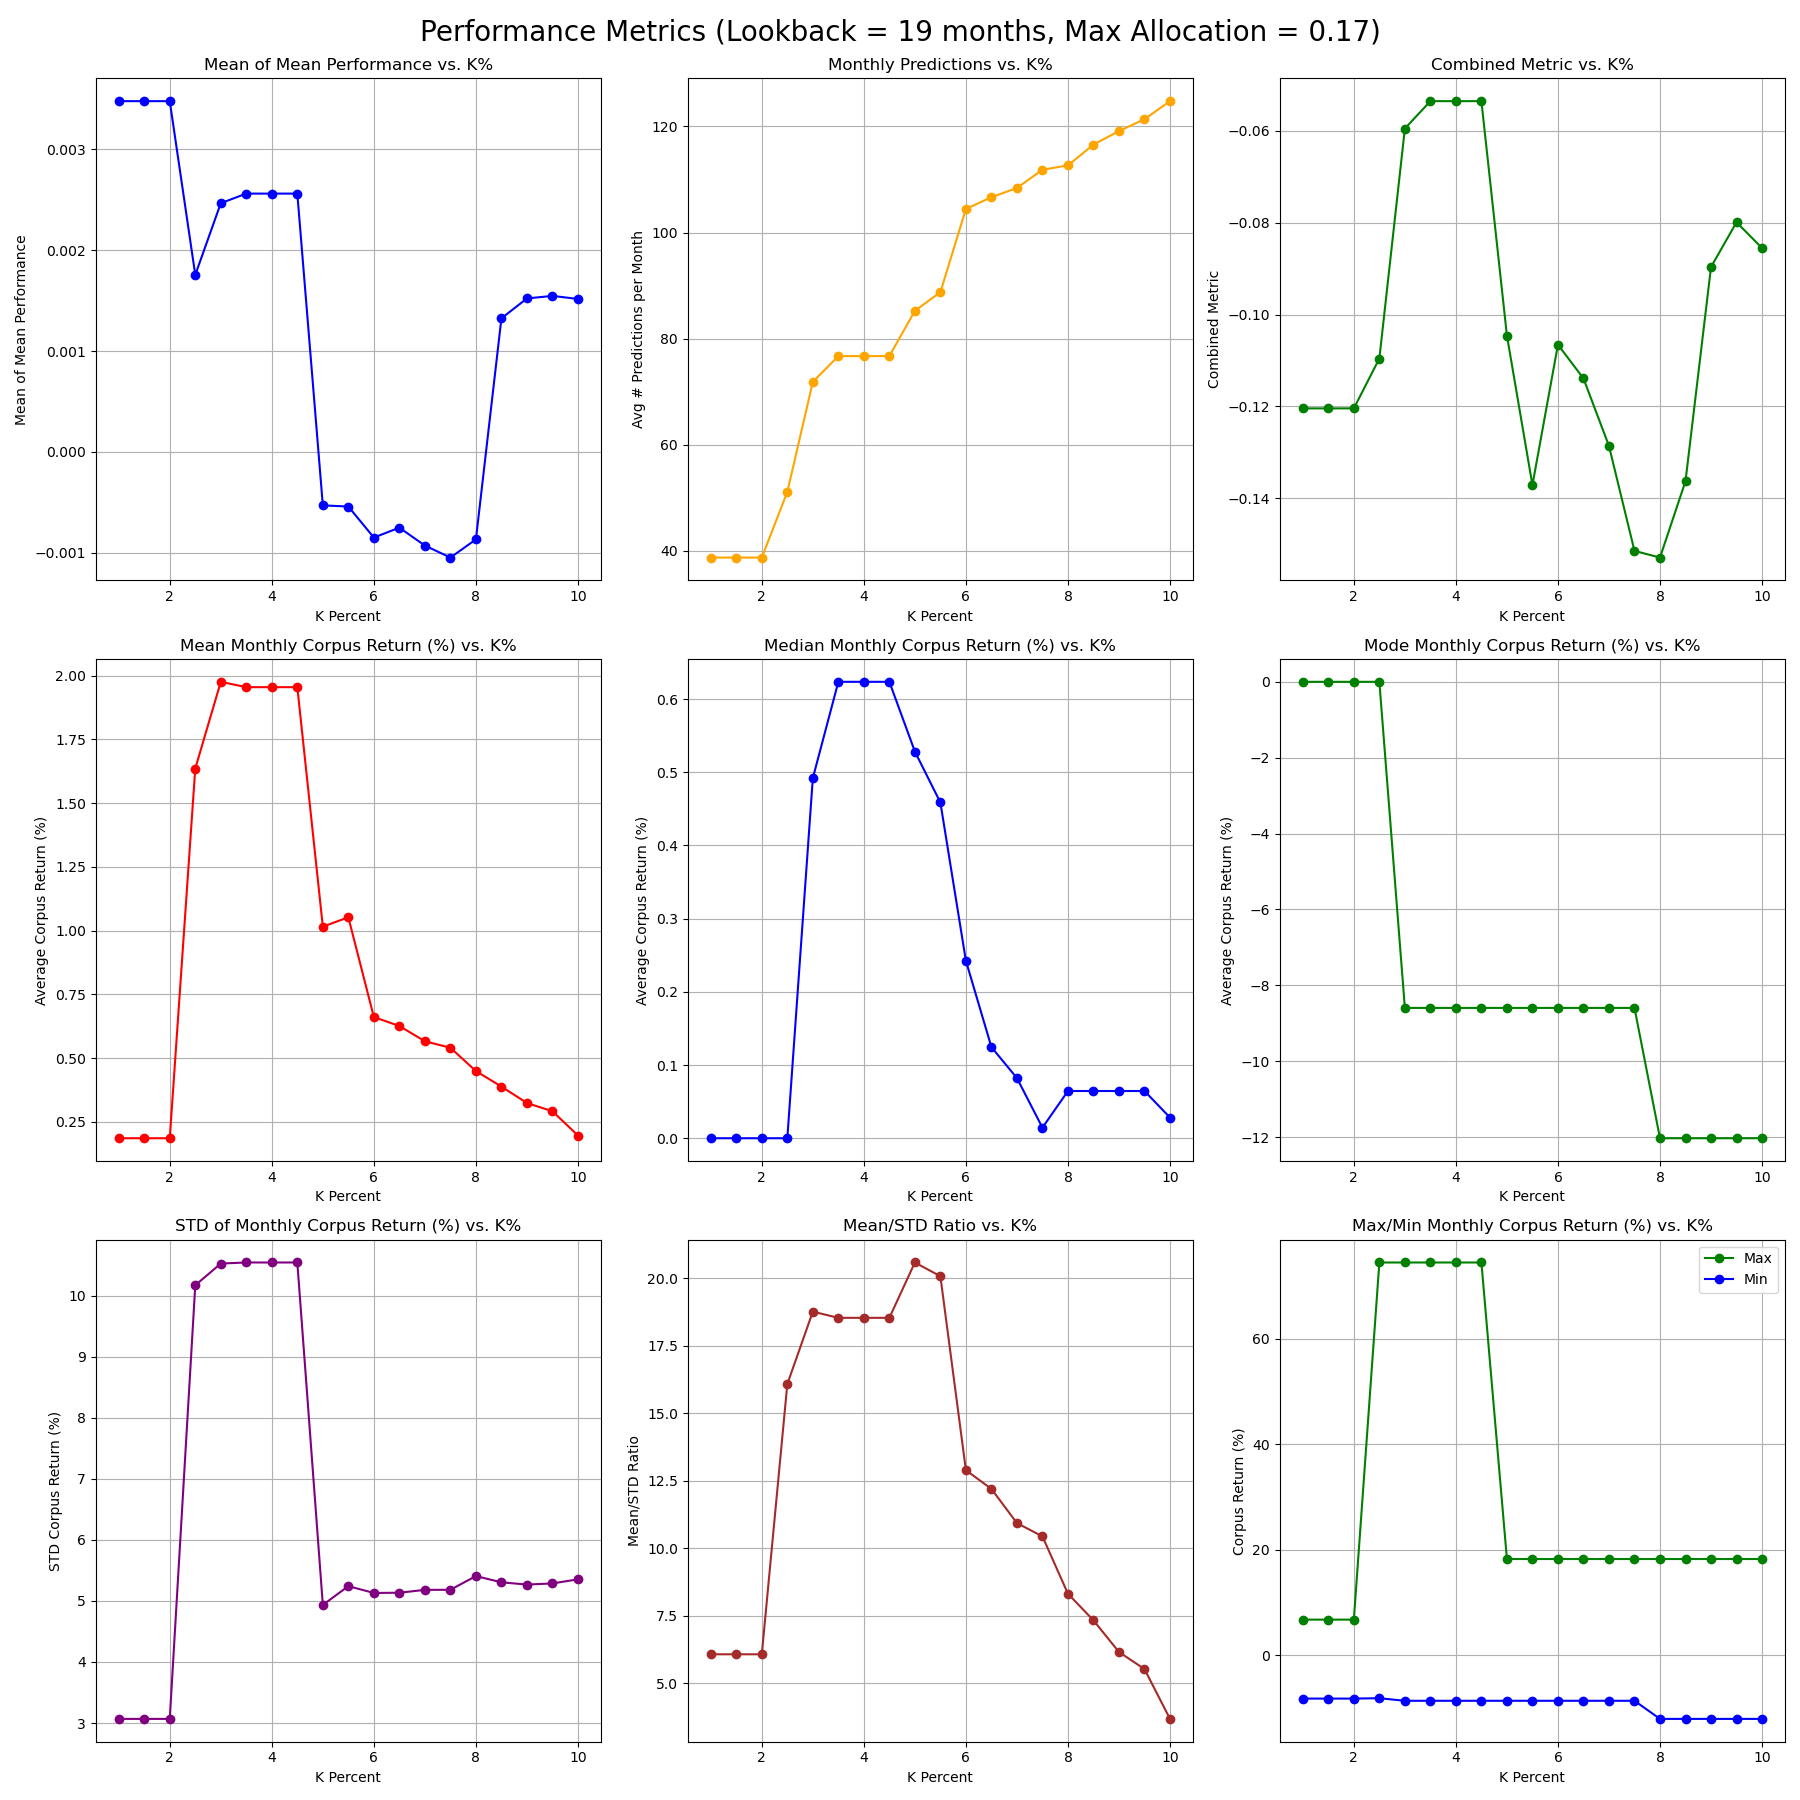 Performance Metrics (Lookback = 19 months, Max Allocation = 0.17)
Mean of Mean Performance vs. K%
Mean of Mean Performance
0.003
0.002
0.001
0.000
−0.001
2 4 6 8 10
K Percent
Monthly Predictions vs. K%
Avg # Predictions per Month
120
100
80
60
40
2 4 6 8 10
K Percent
Combined Metric vs. K%
Combined Metric
−0.06
−0.08
−0.10
−0.12
−0.14
2 4 6 8 10
K Percent
Mean Monthly Corpus Return (%) vs. K%
Average Corpus Return (%)
2.00
1.75
1.50
1.25
1.00
0.75
0.50
0.25
2 4 6 8 10
K Percent
Median Monthly Corpus Return (%) vs. K%
Average Corpus Return (%)
0.6
0.5
0.4
0.3
0.2
0.1
0.0
2 4 6 8 10
K Percent
Mode Monthly Corpus Return (%) vs. K%
Average Corpus Return (%)
0
−2
−4
−6
−8
−10
−12
2 4 6 8 10
K Percent
STD of Monthly Corpus Return (%) vs. K%
STD Corpus Return (%)
10
9
8
7
6
5
4
3
2 4 6 8 10
K Percent
Mean/STD Ratio vs. K%
Mean/STD Ratio
20.0
17.5
15.0
12.5
10.0
7.5
5.0
2 4 6 8 10
K Percent
Max/Min Monthly Corpus Return (%) vs. K%
Corpus Return (%)
Max
Min
60
40
20
0
2 4 6 8 10
K Percent